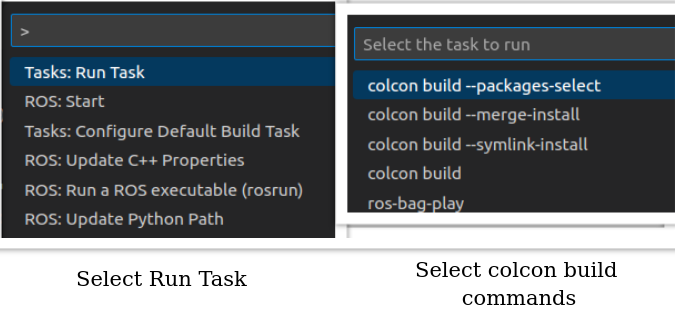 >
Tasks: Run Task
ROS: Start
Tasks: Configure Default Build Task
ROS: Update C++ Properties
ROS: Run a ROS executable (rosrun)
ROS: Update Python Path
Select the task to run
colcon build --packages-select
colcon build --merge-install
colcon build --symlink-install
colcon build
ros-bag-play
Select Run Task
Select colcon build
commands